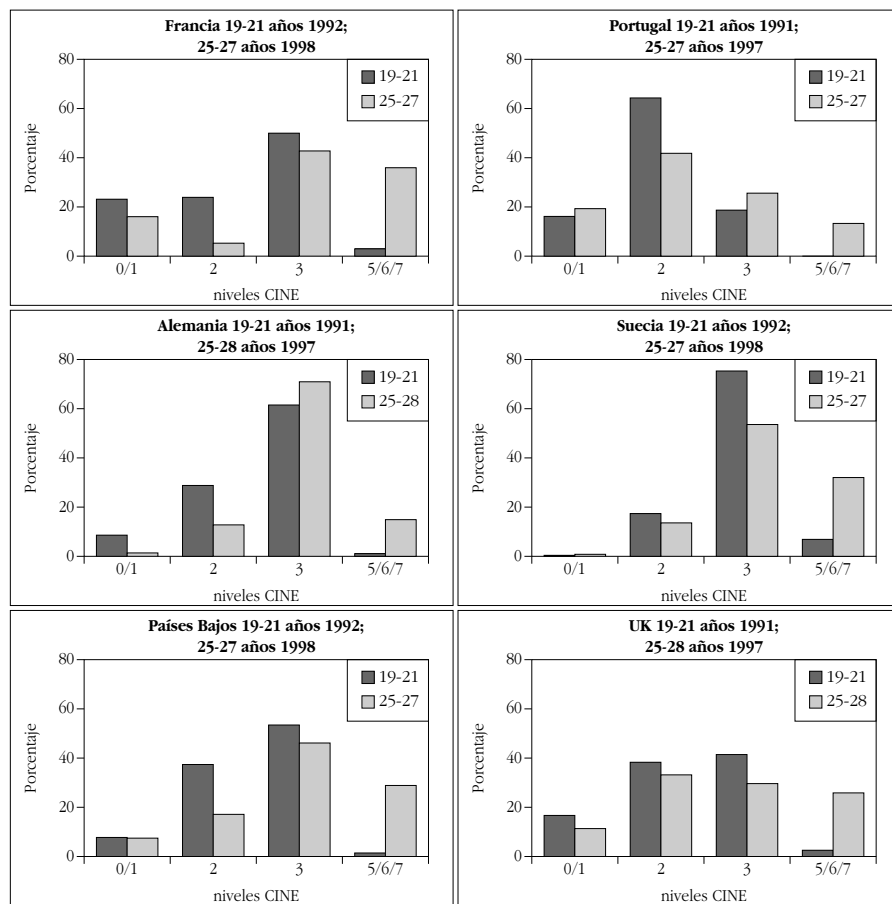 Francia 19-21 años 1992;
25-27 años 1998
80
60
40
20
0
Porcentaje
19-21
25-27
0/1 2 3 5/6/7
niveles CINE
Portugal 19-21 años 1991;
25-27 años 1997
80
60
40
20
0
Porcentaje
19-21
25-27
0/1 2 3 5/6/7
niveles CINE
Alemania 19-21 años 1991;
25-28 años 1997
80
60
40
20
0
Porcentaje
19-21
25-28
0/1 2 3 5/6/7
niveles CINE
Suecia 19-21 años 1992;
25-27 años 1998
80
60
40
20
0
Porcentaje
19-21
25-27
0/1 2 3 5/6/7
niveles CINE
Países Bajos 19-21 años 1992;
25-27 años 1998
80
60
40
20
0
Porcentaje
19-21
25-27
0/1 2 3 5/6/7
niveles CINE
UK 19-21 años 1991;
25-28 años 1997
80
60
40
20
0
Porcentaje
19-21
25-28
0/1 2 3 5/6/7
niveles CINE